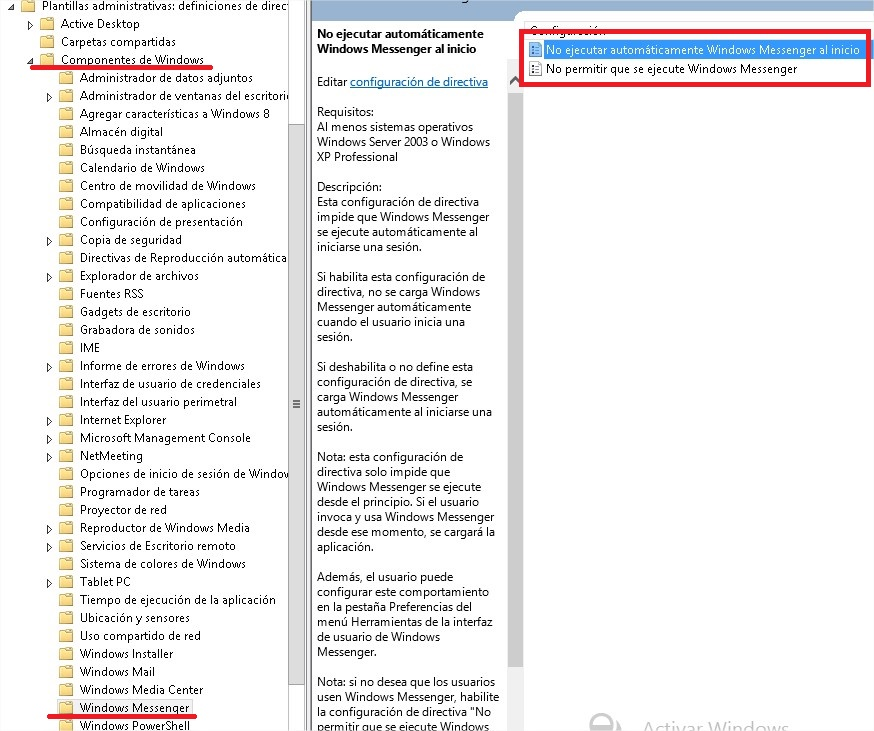 Plantillas administrativas: definiciones de direct
Active Desktop
Carpetas compartidas
Componentes de Windows
Administrador de datos adjuntos
Administrador de ventanas del escritorio
Agregar características a Windows 8
Almacén digital
Búsqueda instantánea
Calendario de Windows
Centro de movilidad de Windows
Compatibilidad de aplicaciones
Configuración de presentación
Copia de seguridad
Directivas de Reproducción automática
Explorador de archivos
Fuentes RSS
Gadgets de escritorio
Grabadora de sonidos
IME
Informe de errores de Windows
Interfaz de usuario de credenciales
Interfaz del usuario perimetral
Internet Explorer
Microsoft Management Console
NetMeeting
Opciones de inicio de sesión de Window
Programador de tareas
Proyector de red
Reproductor de Windows Media
Servicios de Escritorio remoto
Sistema de colores de Windows
Tablet PC
Tiempo de ejecución de la aplicación
Ubicación y sensores
Uso compartido de red
Windows Installer
Windows Mail
Windows Media Center
Windows Messenger
Windows PowerShell
No ejecutar automáticamente
Windows Messenger al inicio
Editar configuración de directiva
Requisitos:
Al menos sistemas operativos
Windows Server 2003 o Windows
XP Professional
Descripción:
Esta configuración de directiva
impide que Windows Messenger
se ejecute automáticamente al
iniciarse una sesión.
Si habilita esta configuración de
directiva, no se carga Windows
Messenger automáticamente
cuando el usuario inicia una
sesión.
Si deshabilita o no define esta
configuración de directiva, se
carga Windows Messenger
automáticamente al iniciarse una
sesión.
Nota: esta configuración de
directiva solo impide que
Windows Messenger se ejecute
desde el principio. Si el usuario
invoca y usa Windows Messenger
desde ese momento, se cargará la
aplicación.
Además, el usuario puede
configurar este comportamiento
en la pestaña Preferencias del
menú Herramientas de la interfaz
de usuario de Windows
Messenger.
Nota: si no desea que los usuarios
usen Windows Messenger, habilite
la configuración de directiva "No
permitir que se ejecute Windows
Configuración
No ejecutar automáticamente Windows Messenger al inicio
No permitir que se ejecute Windows Messenger
Activar Windows